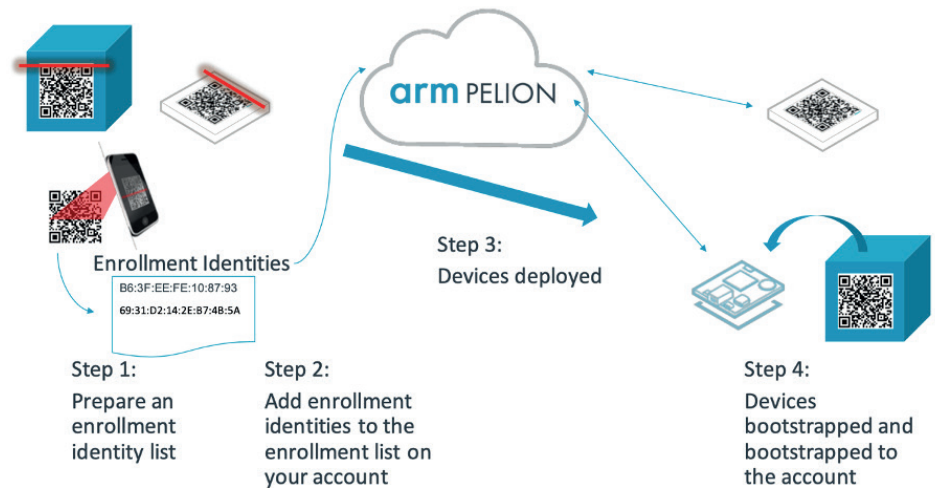 arm PELION
Enrollment Identities
B6:3F:EE:FE:10:87:93
69:31:D2:14:2E:B7:4B:5A
Step 1:
Prepare an
enrollment
identity list
Step 2:
Add enrollment
identities to the
enrollment list on
your account
Step 3:
Devices deployed
Step 4:
Devices
bootstrapped and
bootstrapped to
the account